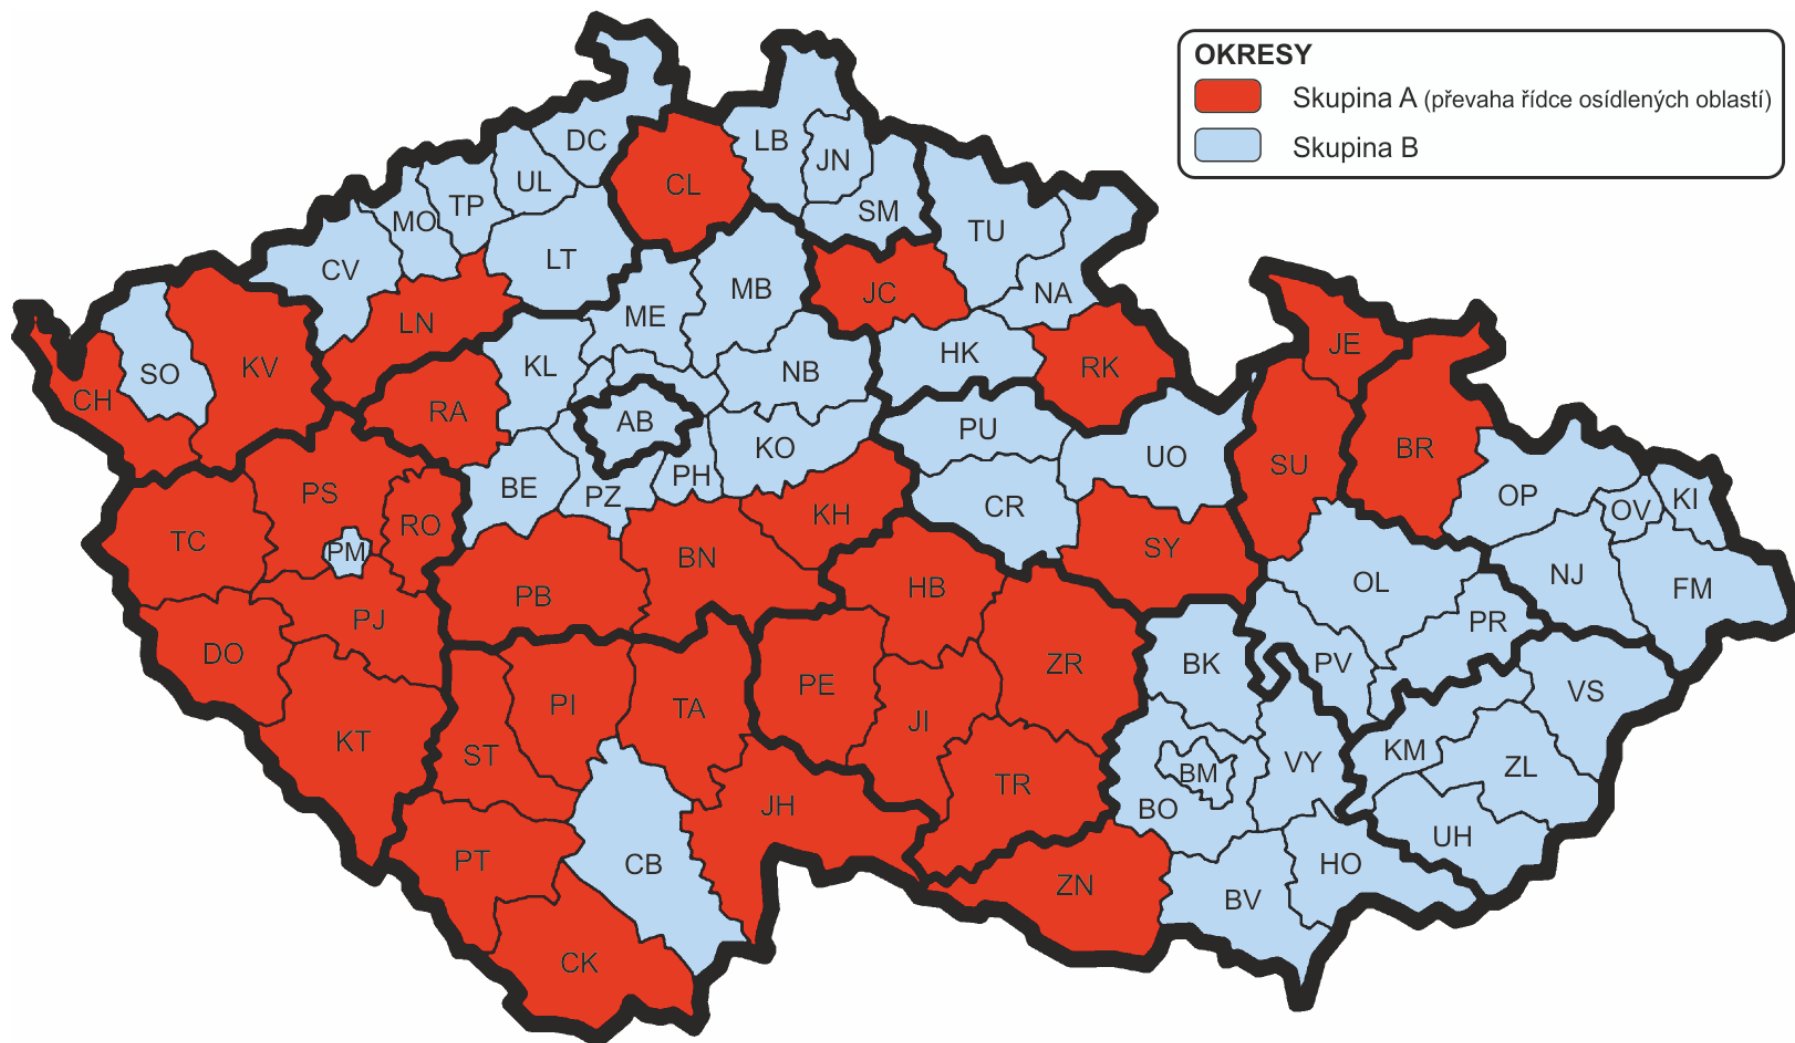 OKRESY
Skupina A (převaha řídce osídlených oblastí)
Skupina B
DC
LB
JN
CL
UL
TP
MO
SM
TU
LT
CV
MB
JC
NA
ME
LN
HK
JE
KV
SO
KL
NB
RK
CH
RA
AB
PU
KO
UO
BR
SU
PH
BE
PZ
PS
CR
OP
KI
OV
RO
KH
TC
PM
SY
BN
NJ
OL
FM
HB
PB
PJ
PR
DO
BK
PV
ZR
PE
VS
PI
TA
JI
KT
ST
KM
VY
ZL
BM
TR
JH
BO
UH
PT
CB
HO
ZN
BV
CK